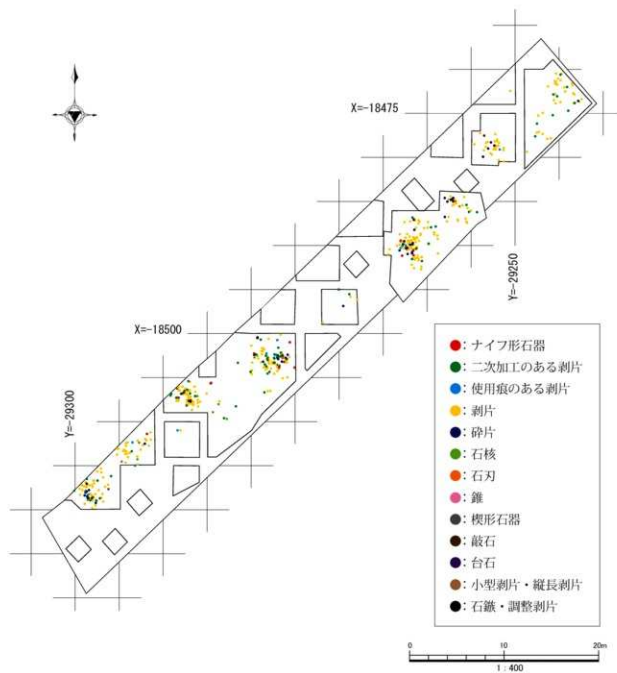 X=-18475
Y=-29250
X=-18500
Y=-29300
●：ナイフ形石器
●：二次加工のある剥片
●：使用痕のある剥片
●：剥片
●：砕片
●：石核
●：石刃
●：錐
●：楔形石器
●：敲石
●：台石
●：小型剥片・縦長剥片
●：石鏃・調整剥片
0 10 20m
1：400